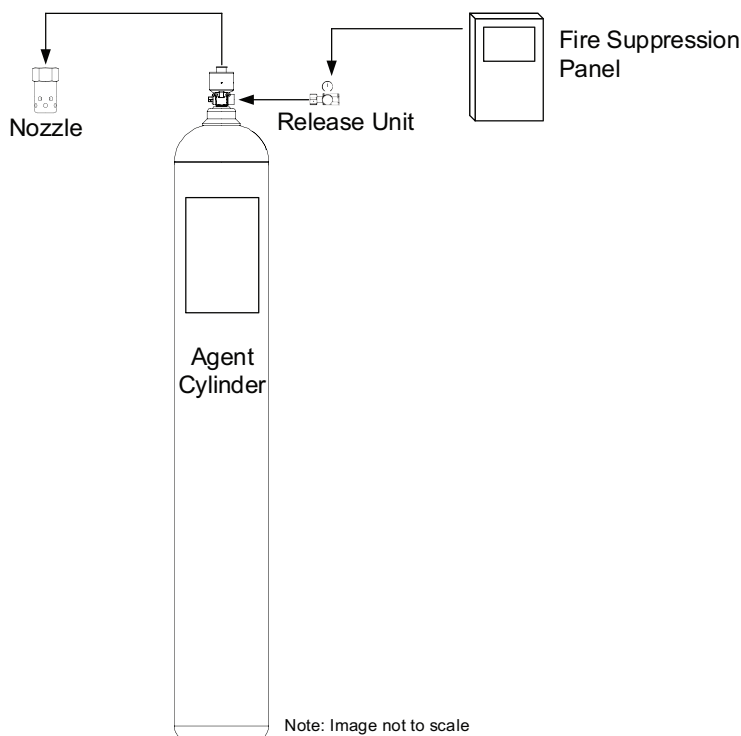 Fire Suppression
Panel
Nozzle
Release Unit
Agent
Cylinder
Note: Image not to scale